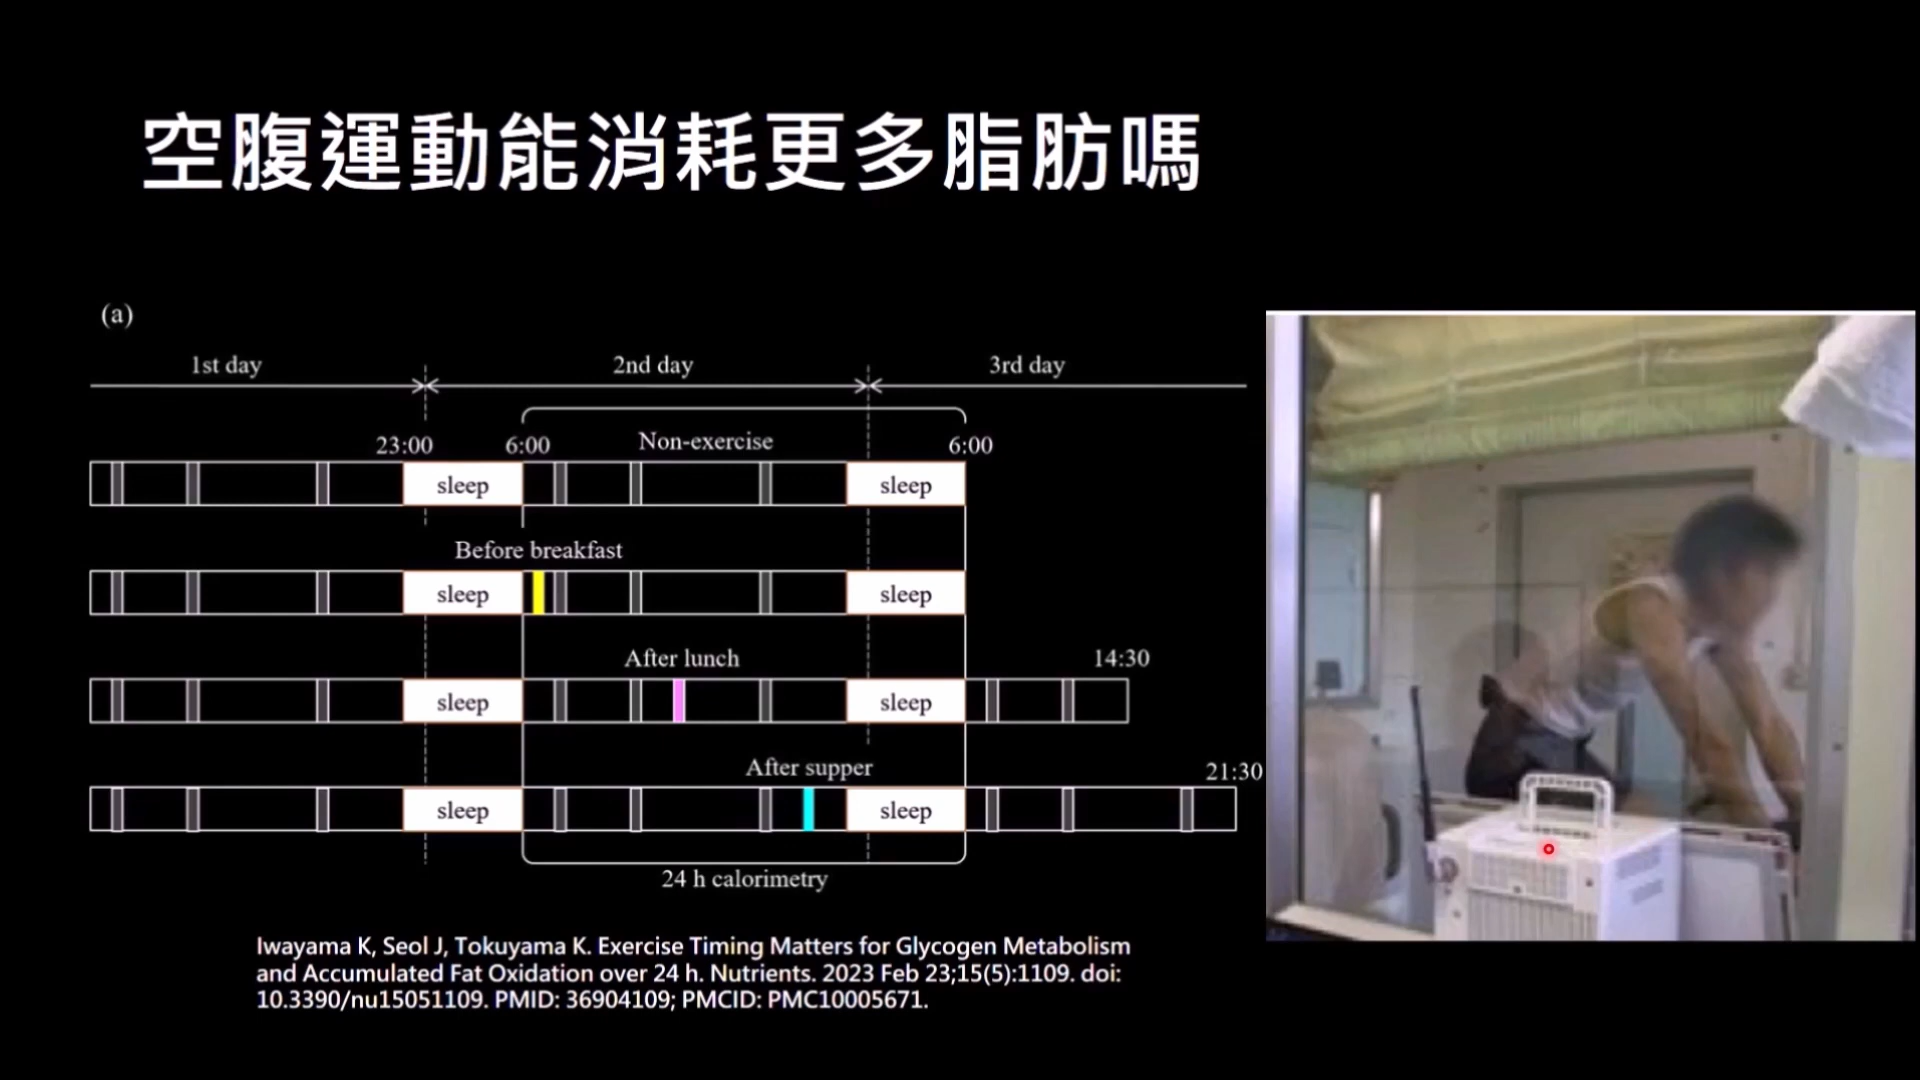 空腹運動能消耗更多脂肪嗎
(a)
1st day
2nd day
3rd day
23:00
6:00
Non-exercise
6:00
sleep
sleep
Before breakfast
sleep
sleep
After lunch
14:30
sleep
sleep
After supper
21:30
sleep
sleep
24 h calorimetry
Iwayama K, Seol J, Tokuyama K. Exercise Timing Matters for Glycogen Metabolism
and Accumulated Fat Oxidation over 24 h. Nutrients. 2023 Feb 23;15(5):1109. doi:
10.3390/nu15051109. PMID: 36904109; PMCID: PMC10005671.